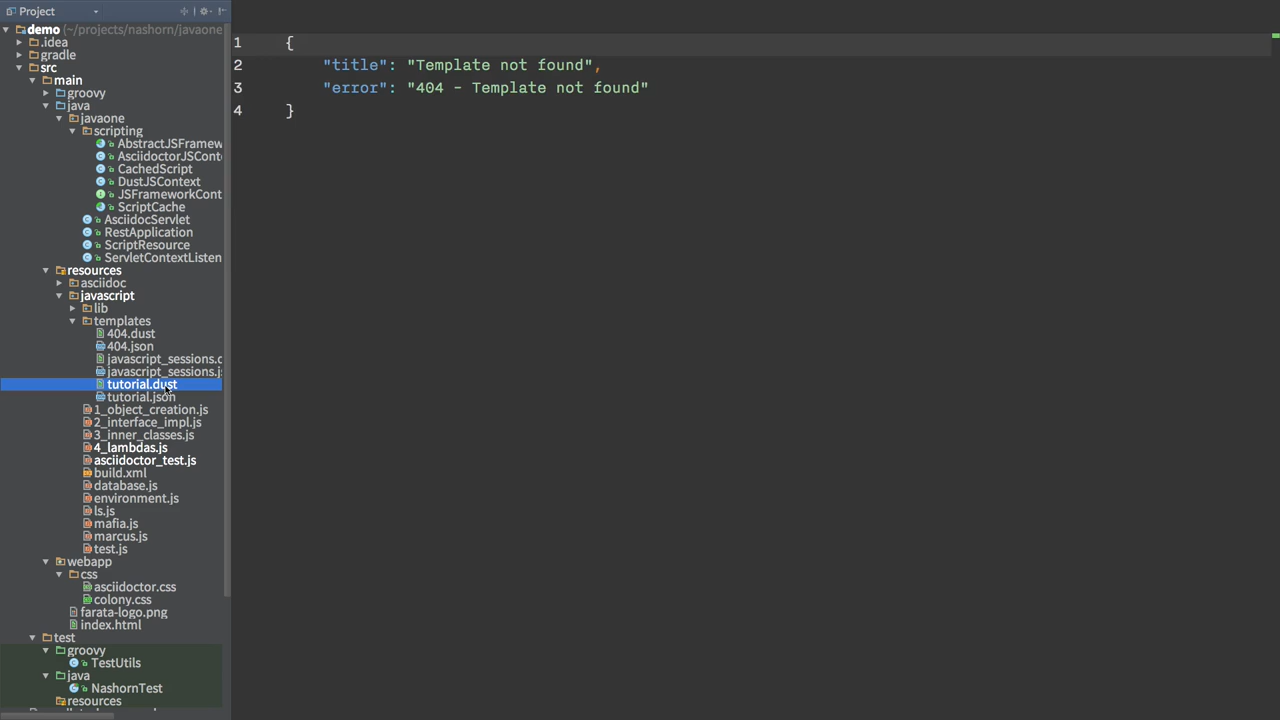 Project
demo (~/projects/nashorn/javaone
.idea
gradle
src
main
groovy
java
javaone
scripting
AbstractJSFramew
AsciidoctorJSCont
CachedScript
DustJSContext
JSFrameworkCont
ScriptCache
AsciidocServlet
RestApplication
ScriptResource
ServletContextListen
resources
asciidoc
javascript
lib
templates
404.dust
404.json
javascript_sessions.c
javascript_sessions.js
tutorial.dust
tutorial.json
1_object_creation.js
2_interface_impl.js
3_inner_classes.js
4_lambdas.js
asciidoctor_test.js
build.xml
database.js
environment.js
ls.js
mafia.js
marcus.js
test.js
webapp
css
asciidoctor.css
colony.css
farata-logo.png
index.html
test
groovy
TestUtils
java
NashornTest
resources
1 {
2 "title": "Template not found",
3 "error": "404 - Template not found"
4 }